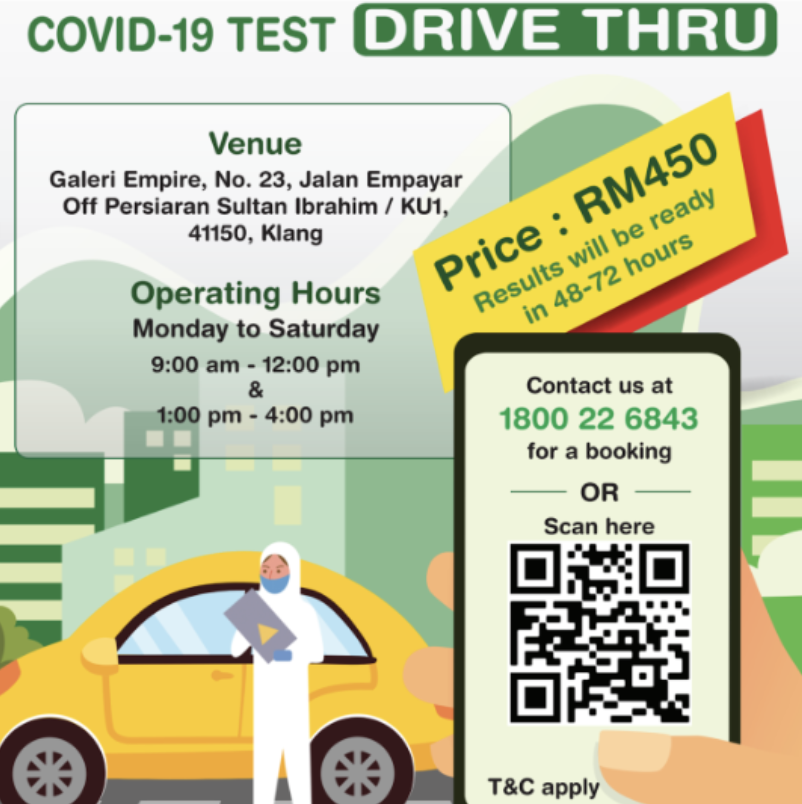 COVID-19 TEST DRIVE THRU
Venue
Galeri Empire, No. 23, Jalan Empayar
Off Persiaran Sultan Ibrahim / KU1,
41150, Klang
Operating Hours
Monday to Saturday
9:00 am - 12:00 pm
&
1:00 pm - 4:00 pm
Price : RM450
Results will be ready
in 48-72 hours
Contact us at
1800 22 6843
for a booking
OR
Scan here
T&C apply